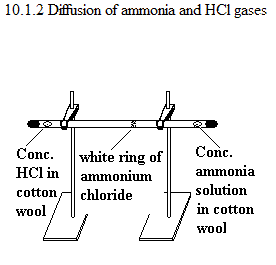 10.1.2 Diffusion of ammonia and HCl gases
Conc.
HCl in
cotton
wool
white ring of
ammonium
chloride
Conc.
ammonia
solution
in cotton
wool